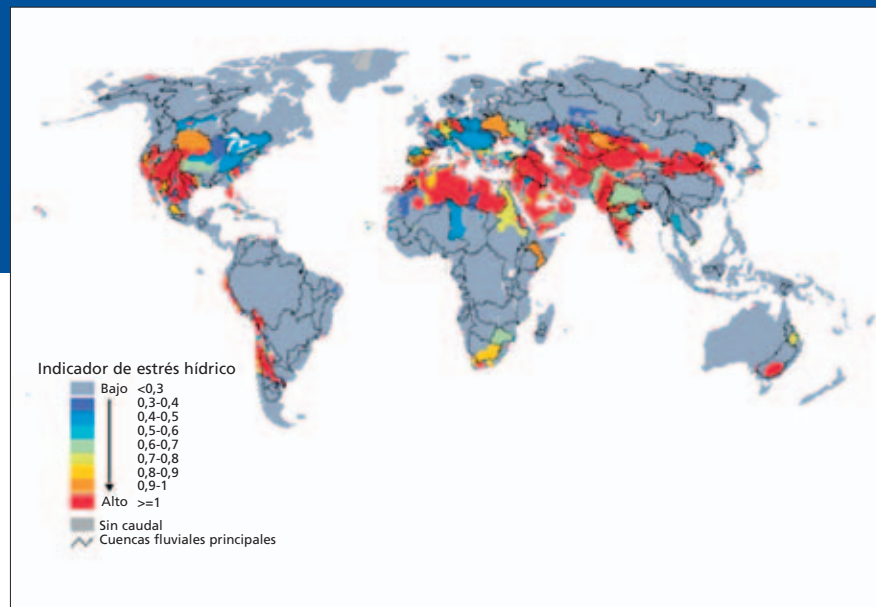 Indicador de estrés hídrico
Bajo <0,3
0,3-0,4
0,4-0,5
0,5-0,6
0,6-0,7
0,7-0,8
0,8-0,9
0,9-1
Alto >=1
Sin caudal
Cuencas fluviales principales